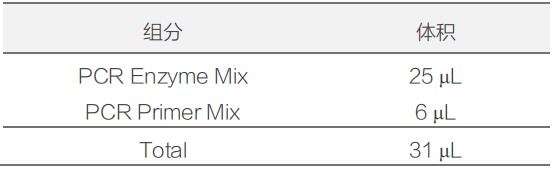 组分 体积
PCR Enzyme Mix 25 μL
PCR Primer Mix 6 μL
Total 31 μL